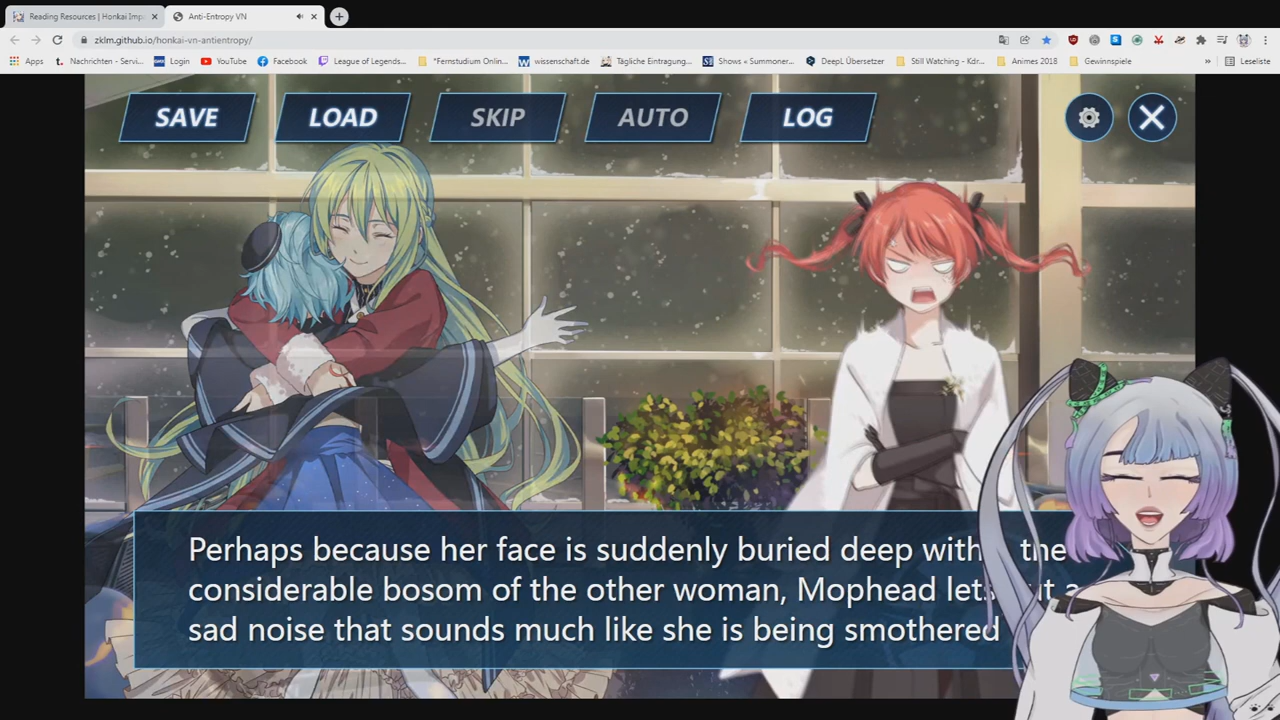 Reading Resources | Honkai Imp
Anti-Entropy VN
zklm.github.io/honkai-vn-antientropy/
Apps
Nachrichten - Servi...
Login
YouTube
Facebook
League of Legends...
*Fernstudium Onlin...
wissenschaft.de
Tägliche Eintragung...
Shows « Summoner...
DeepL Übersetzer
Still Watching - Kdr...
Animes 2018
Gewinnspiele
»
Leseliste
SAVE
LOAD
SKIP
AUTO
LOG
Perhaps because her face is suddenly buried deep with the
considerable bosom of the other woman, Mophead lets
sad noise that sounds much like she is being smothered